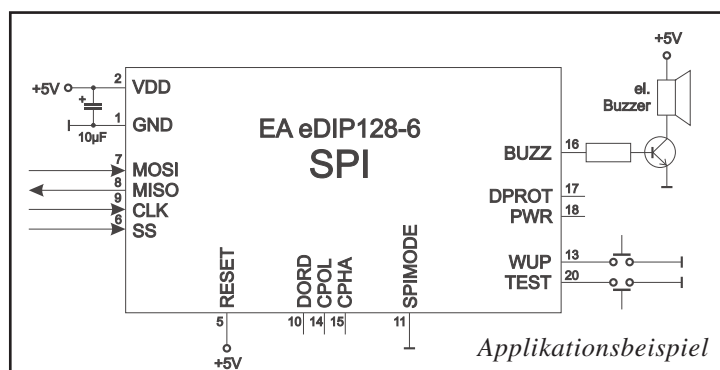 +5V
el.
Buzzer
+5V
2
VDD
+
10µF
1
GND
EA eDIP128-6
SPI
7
MOSI
8
MISO
9
CLK
6
SS
BUZZ
16
DPROT
17
PWR
18
WUP
13
TEST
20
RESET
DORD
CPOL
CPHA
SPIMODE
5
10
14
15
11
+5V
Applikationsbeispiel